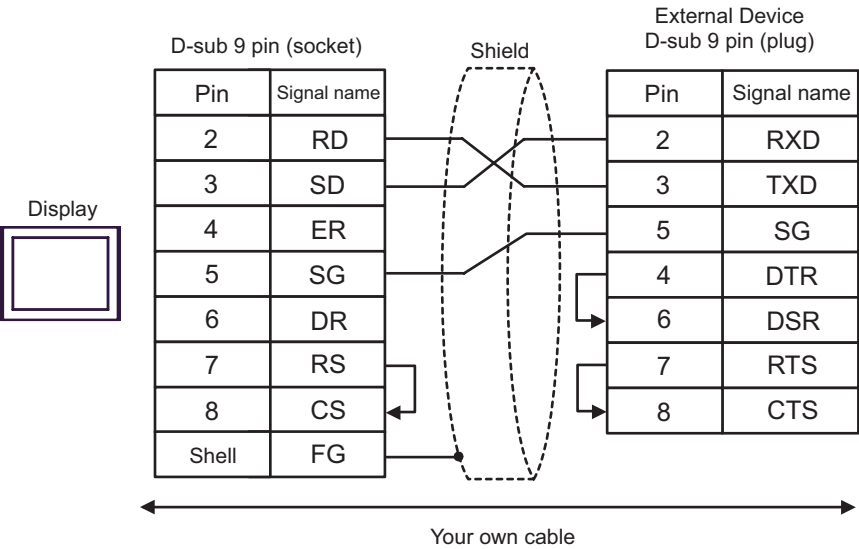 External Device
D-sub 9 pin (socket) Shield D-sub 9 pin (plug)
Pin Signal name Pin Signal name
2 RD 2 RXD
3 SD 3 TXD
Display
4 ER 5 SG
5 SG 4 DTR
6 DR 6 DSR
7 RS 7 RTS
8 CS 8 CTS
Shell FG
Your own cable